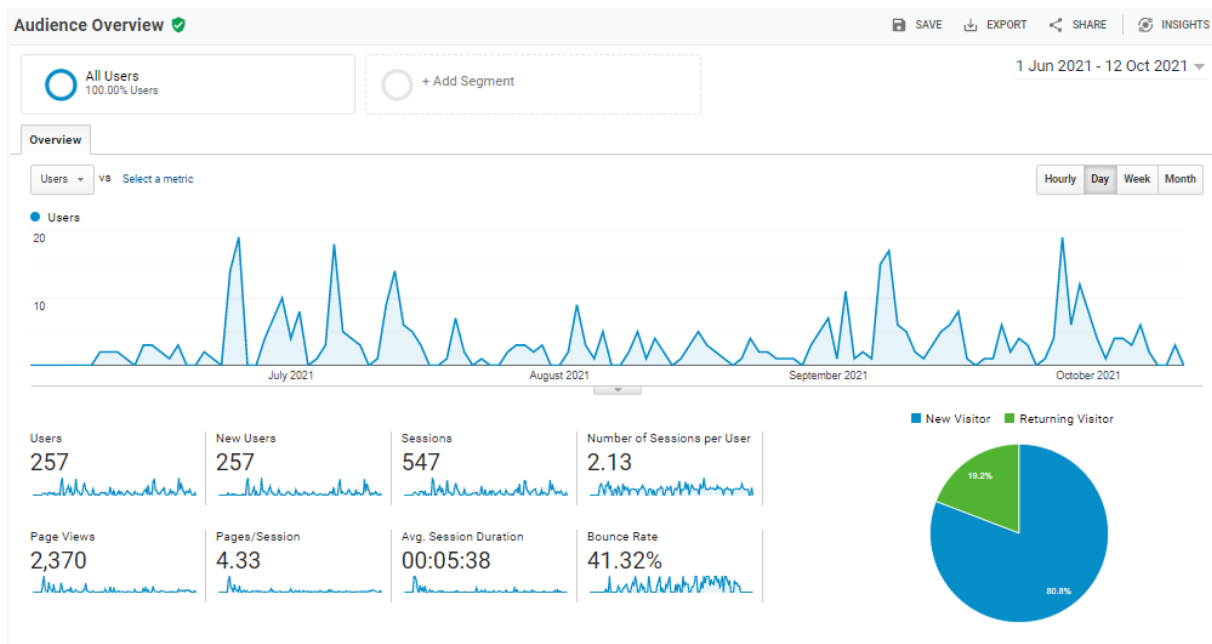 Audience Overview
SAVE EXPORT SHARE INSIGHTS
All Users
100.00% Users
+ Add Segment
1 Jun 2021 - 12 Oct 2021
Overview
Users VS Select a metric
Hourly Day Week Month
Users
20
10
July 2021 August 2021 September 2021 October 2021
New Visitor Returning Visitor
Users New Users Sessions Number of Sessions per User
257 257 547 2.13
19.2%
Page Views Pages/Session Avg. Session Duration Bounce Rate
2,370 4.33 00:05:38 41.32%
80.8%